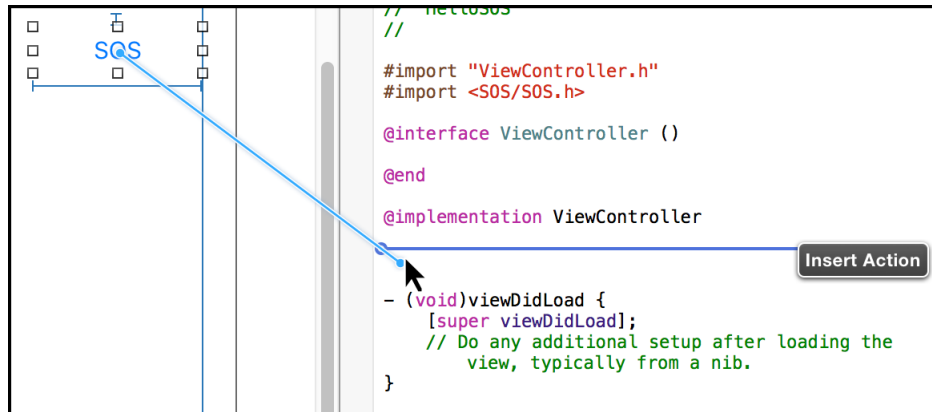 // HelloSOS
//
SOS
#import "ViewController.h"
#import <SOS/SOS.h>
@interface ViewController ()
@end
@implementation ViewController
Insert Action
- (void)viewDidLoad {
[super viewDidLoad];
// Do any additional setup after loading the
view, typically from a nib.
}